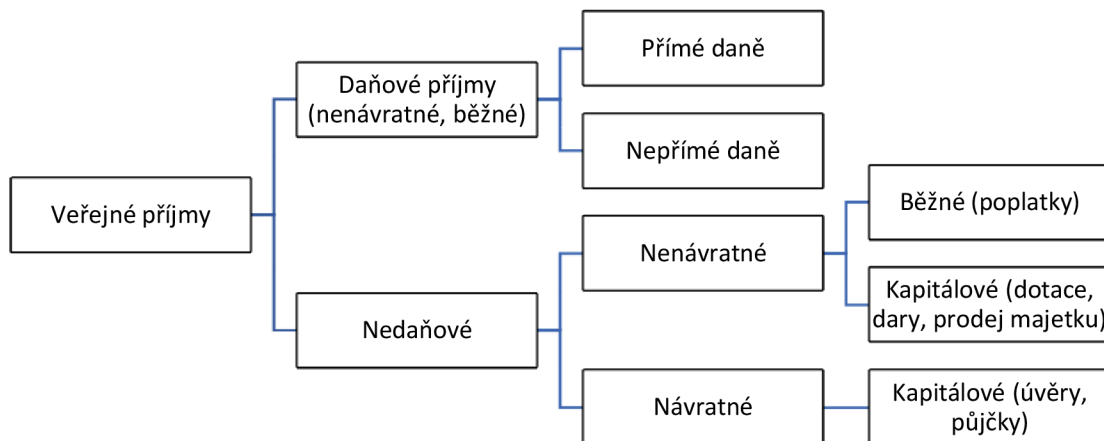 Veřejné příjmy
Daňové příjmy
(nenávratné, běžné)
Přímé daně
Nepřímé daně
Nedaňové
Nenávratné
Běžné (poplatky)
Kapitálové (dotace,
dary, prodej majetku)
Návratné
Kapitálové (úvěry,
půjčky)